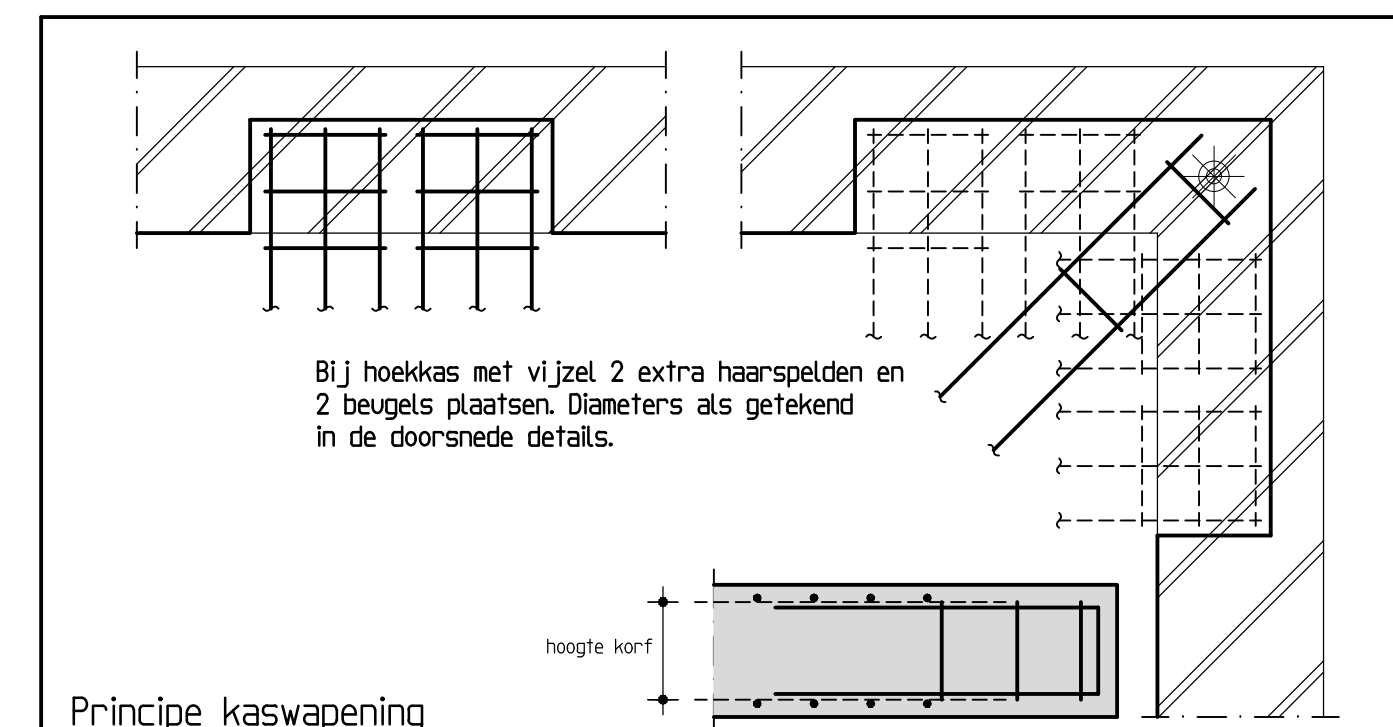 Bij hoekkas met vijzel 2 extra haarspelden en
2 beugels plaatsen. Diameters als getekend
in de doorsnede details.
hoogte korf
Principe kaswapening